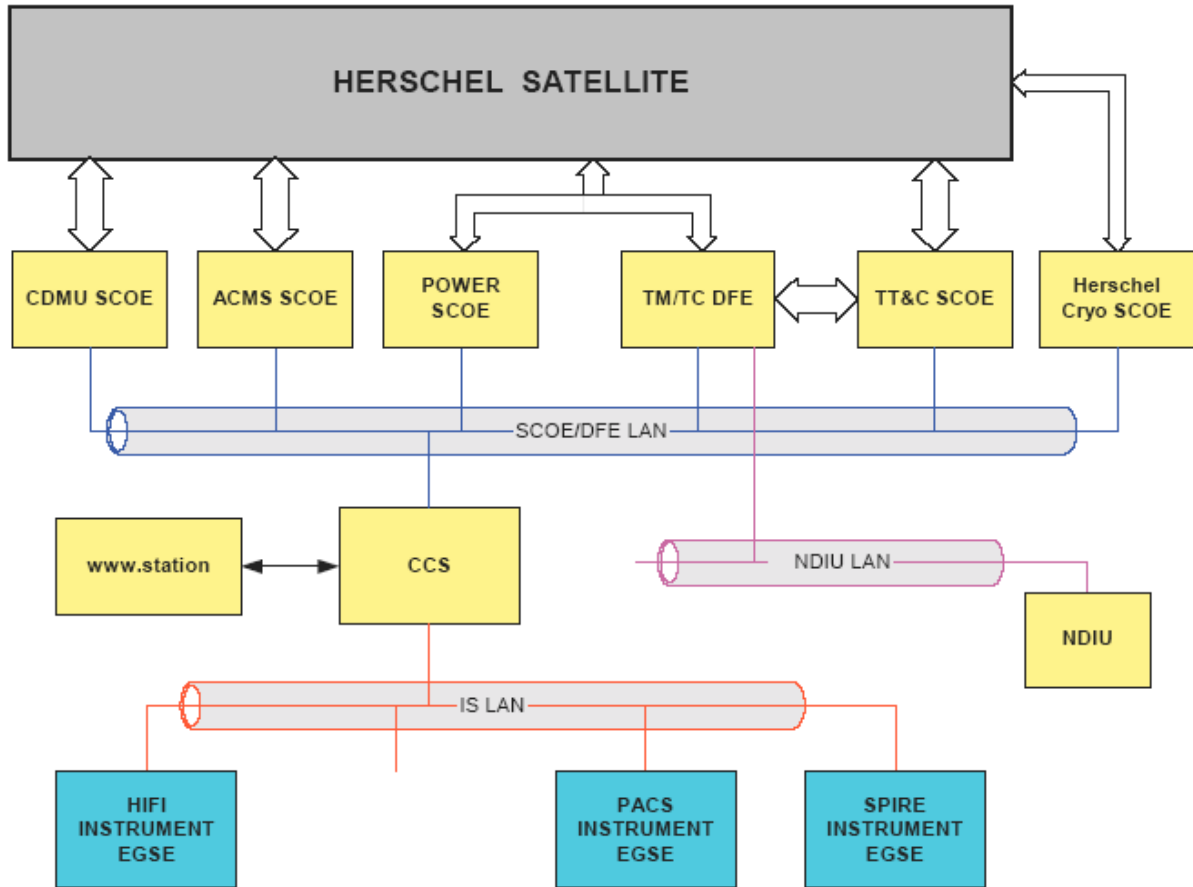 HERSCHEL SATELLITE
CDMU SCOE
ACMS SCOE
POWER
SCOE
TM/TC DFE
TT&C SCOE
Herschel
Cryo SCOE
SCOE/DFE LAN
www.station
CCS
NDIU LAN
NDIU
IS LAN
HIFI
INSTRUMENT
EGSE
PACS
INSTRUMENT
EGSE
SPIRE
INSTRUMENT
EGSE